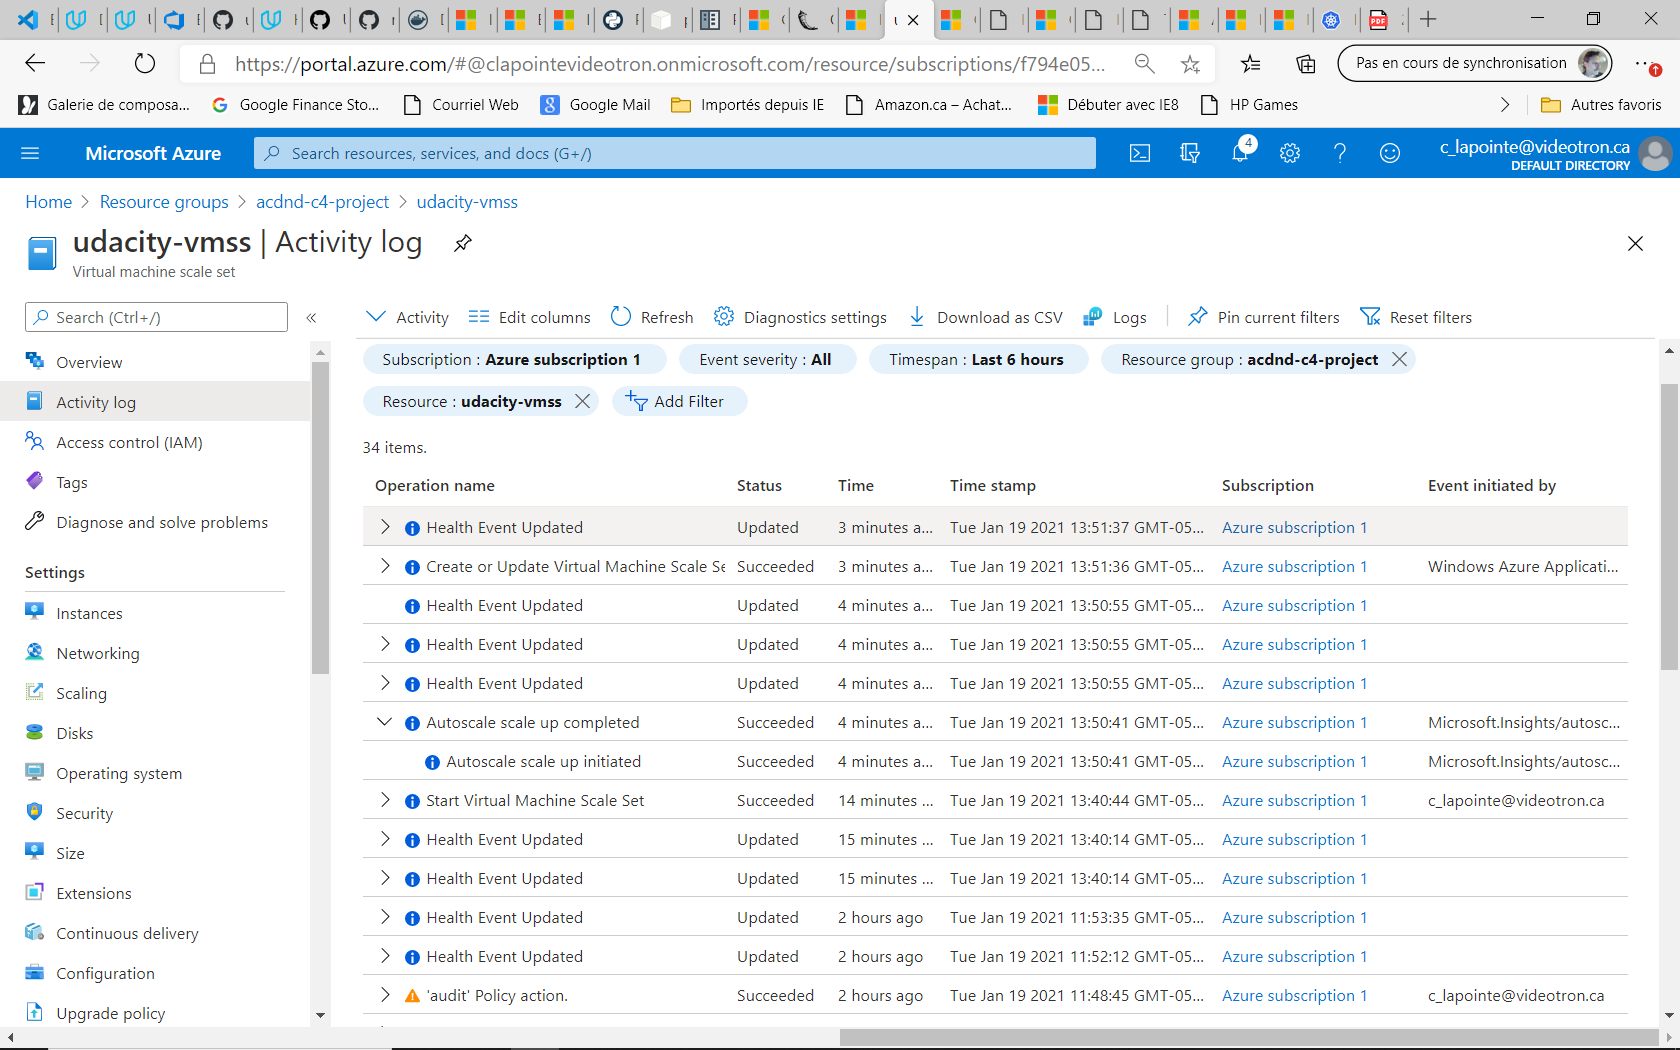 https://portal.azure.com/#@clapointevideotron.onmicrosoft.com/resource/subscriptions/f794e05...
Pas en cours de synchronisation
Galerie de composa...
Google Finance Sto...
Courriel Web
Google Mail
Importés depuis IE
Amazon.ca – Achat...
Débuter avec IE8
HP Games
Autres favoris
Microsoft Azure
Search resources, services, and docs (G+/)
4
c_lapointe@videotron.ca
DEFAULT DIRECTORY
Home > Resource groups > acdnd-c4-project > udacity-vmss
udacity-vmss | Activity log
Virtual machine scale set
Search (Ctrl+/)
«
Overview
Activity log
Access control (IAM)
Tags
Diagnose and solve problems
Settings
Instances
Networking
Scaling
Disks
Operating system
Security
Size
Extensions
Continuous delivery
Configuration
Upgrade policy
Activity
Edit columns
Refresh
Diagnostics settings
Download as CSV
Logs
Pin current filters
Reset filters
Subscription : Azure subscription 1
Event severity : All
Timespan : Last 6 hours
Resource group : acdnd-c4-project
Resource : udacity-vmss
Add Filter
34 items.
Operation name Status Time Time stamp Subscription Event initiated by
Health Event Updated Updated 3 minutes a... Tue Jan 19 2021 13:51:37 GMT-05... Azure subscription 1
Create or Update Virtual Machine Scale Se Succeeded 3 minutes a... Tue Jan 19 2021 13:51:36 GMT-05... Azure subscription 1 Windows Azure Applicati...
Health Event Updated Updated 4 minutes a... Tue Jan 19 2021 13:50:55 GMT-05... Azure subscription 1
Health Event Updated Updated 4 minutes a... Tue Jan 19 2021 13:50:55 GMT-05... Azure subscription 1
Health Event Updated Updated 4 minutes a... Tue Jan 19 2021 13:50:55 GMT-05... Azure subscription 1
Autoscale scale up completed Succeeded 4 minutes a... Tue Jan 19 2021 13:50:41 GMT-05... Azure subscription 1 Microsoft.Insights/autosc...
Autoscale scale up initiated Succeeded 4 minutes a... Tue Jan 19 2021 13:50:41 GMT-05... Azure subscription 1 Microsoft.Insights/autosc...
Start Virtual Machine Scale Set Succeeded 14 minutes ... Tue Jan 19 2021 13:40:44 GMT-05... Azure subscription 1 c_lapointe@videotron.ca
Health Event Updated Updated 15 minutes ... Tue Jan 19 2021 13:40:14 GMT-05... Azure subscription 1
Health Event Updated Updated 15 minutes ... Tue Jan 19 2021 13:40:14 GMT-05... Azure subscription 1
Health Event Updated Updated 2 hours ago Tue Jan 19 2021 11:53:35 GMT-05... Azure subscription 1
Health Event Updated Updated 2 hours ago Tue Jan 19 2021 11:52:12 GMT-05... Azure subscription 1
'audit' Policy action. Succeeded 2 hours ago Tue Jan 19 2021 11:48:45 GMT-05... Azure subscription 1 c_lapointe@videotron.ca